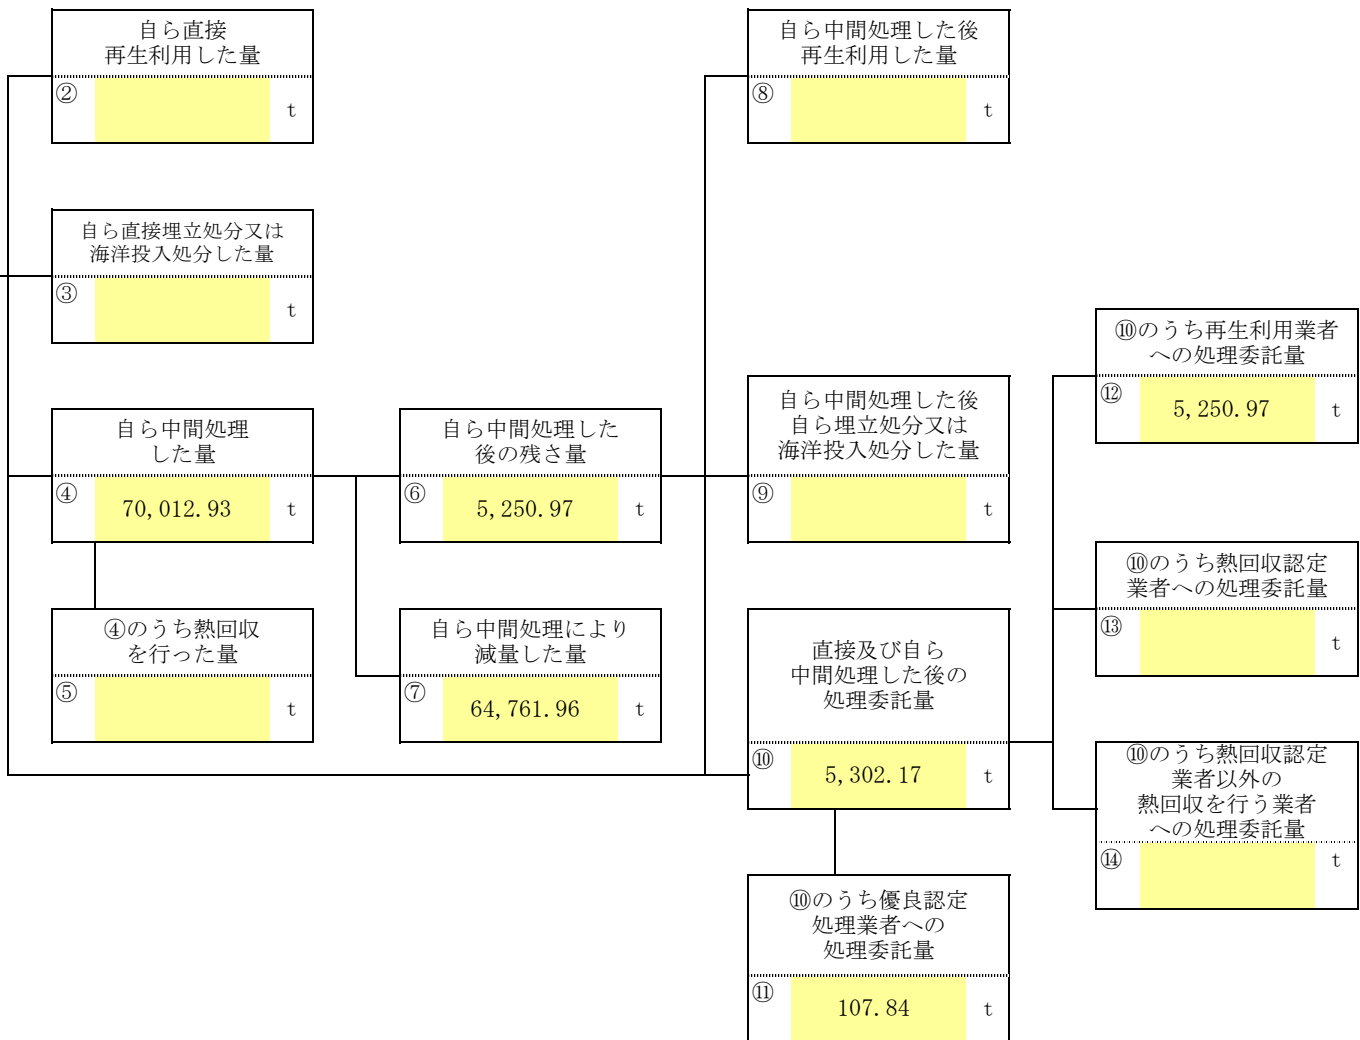 自ら直接
再生利用した量
②
t
自ら直接埋立処分又は
海洋投入処分した量
③
t
自ら中間処理
した量
④
70,012.93 t
④のうち熱回収
を行った量
⑤
t
自ら中間処理した
後の残さ量
⑥
5,250.97 t
自ら中間処理により
減量した量
⑦
64,761.96 t
自ら中間処理した後
再生利用した量
⑧
t
自ら中間処理した後
自ら埋立処分又は
海洋投入処分した量
⑨
t
直接及び自ら
中間処理した後の
処理委託量
⑩
5,302.17 t
⑩のうち優良認定
処理業者への
処理委託量
⑪
107.84 t
⑩のうち再生利用業者
への処理委託量
⑫
5,250.97 t
⑩のうち熱回収認定
業者への処理委託量
⑬
t
⑩のうち熱回収認定
業者以外の
熱回収を行う業者
への処理委託量
⑭
t